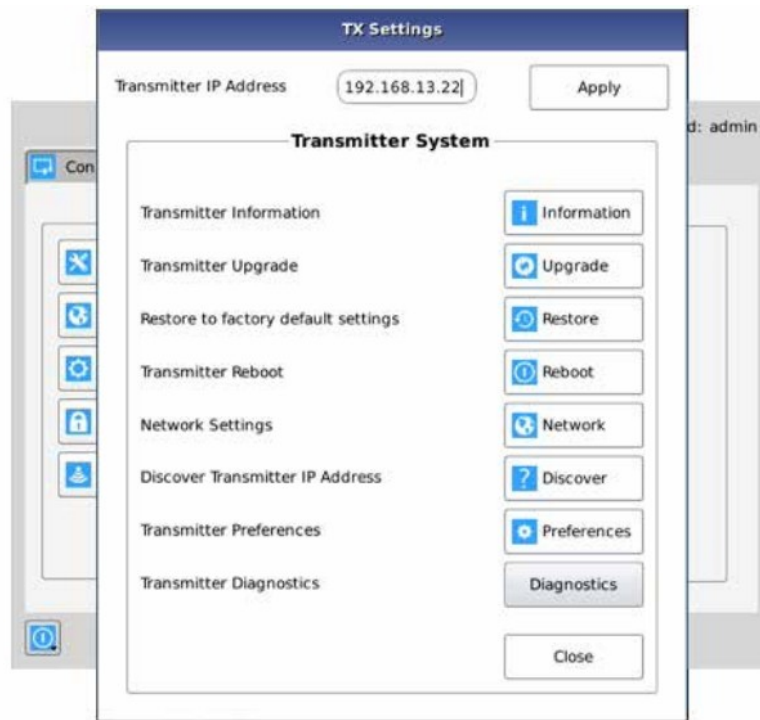 TX Settings
Transmitter IP Address 192.168.13.22 Apply
d: admin
Con
Transmitter System
Transmitter Information Information
Transmitter Upgrade Upgrade
Restore to factory default settings Restore
Transmitter Reboot Reboot
Network Settings Network
Discover Transmitter IP Address Discover
Transmitter Preferences Preferences
Transmitter Diagnostics Diagnostics
Close